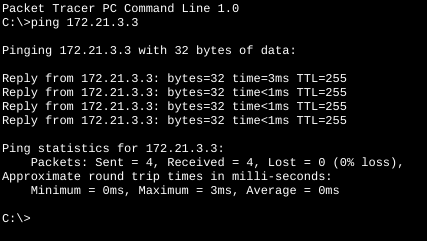 Packet Tracer PC Command Line 1.0
C:\>ping 172.21.3.3
Pinging 172.21.3.3 with 32 bytes of data:
Reply from 172.21.3.3: bytes=32 time=3ms TTL=255
Reply from 172.21.3.3: bytes=32 time<1ms TTL=255
Reply from 172.21.3.3: bytes=32 time<1ms TTL=255
Reply from 172.21.3.3: bytes=32 time<1ms TTL=255
Ping statistics for 172.21.3.3:
    Packets: Sent = 4, Received = 4, Lost = 0 (0% loss),
Approximate round trip times in milli-seconds:
    Minimum = 0ms, Maximum = 3ms, Average = 0ms
C:\>